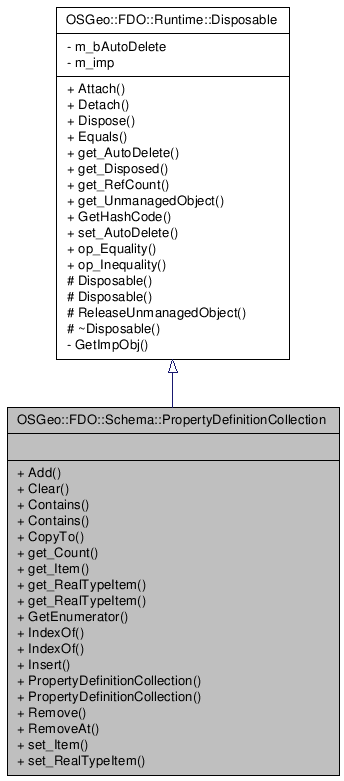 OSGeo::FDO::Runtime::Disposable
- m_bAutoDelete
- m_imp
+ Attach()
+ Detach()
+ Dispose()
+ Equals()
+ get_AutoDelete()
+ get_Disposed()
+ get_RefCount()
+ get_UnmanagedObject()
+ GetHashCode()
+ set_AutoDelete()
+ op_Equality()
+ op_Inequality()
# Disposable()
# Disposable()
# ReleaseUnmanagedObject()
# ~Disposable()
- GetImpObj()
OSGeo::FDO::Schema::PropertyDefinitionCollection
+ Add()
+ Clear()
+ Contains()
+ Contains()
+ CopyTo()
+ get_Count()
+ get_Item()
+ get_RealTypeItem()
+ get_RealTypeItem()
+ GetEnumerator()
+ IndexOf()
+ IndexOf()
+ Insert()
+ PropertyDefinitionCollection()
+ PropertyDefinitionCollection()
+ Remove()
+ RemoveAt()
+ set_Item()
+ set_RealTypeItem()